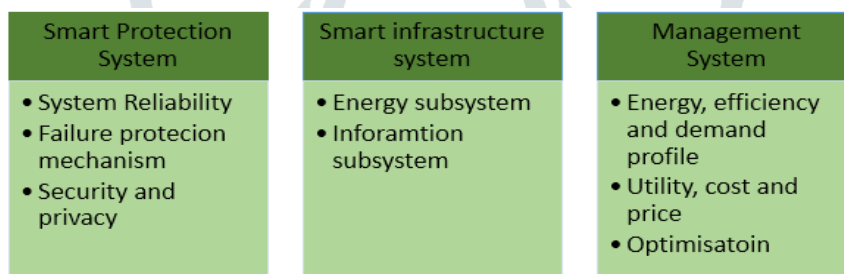 Smart Protection
System
• System Reliability
• Failure protecion
mechanism
• Security and
privacy
Smart infrastructure
system
• Energy subsystem
• Inforamtion
subsystem
Management
System
• Energy, efficiency
and demand
profile
• Utility, cost and
price
• Optimisatoin